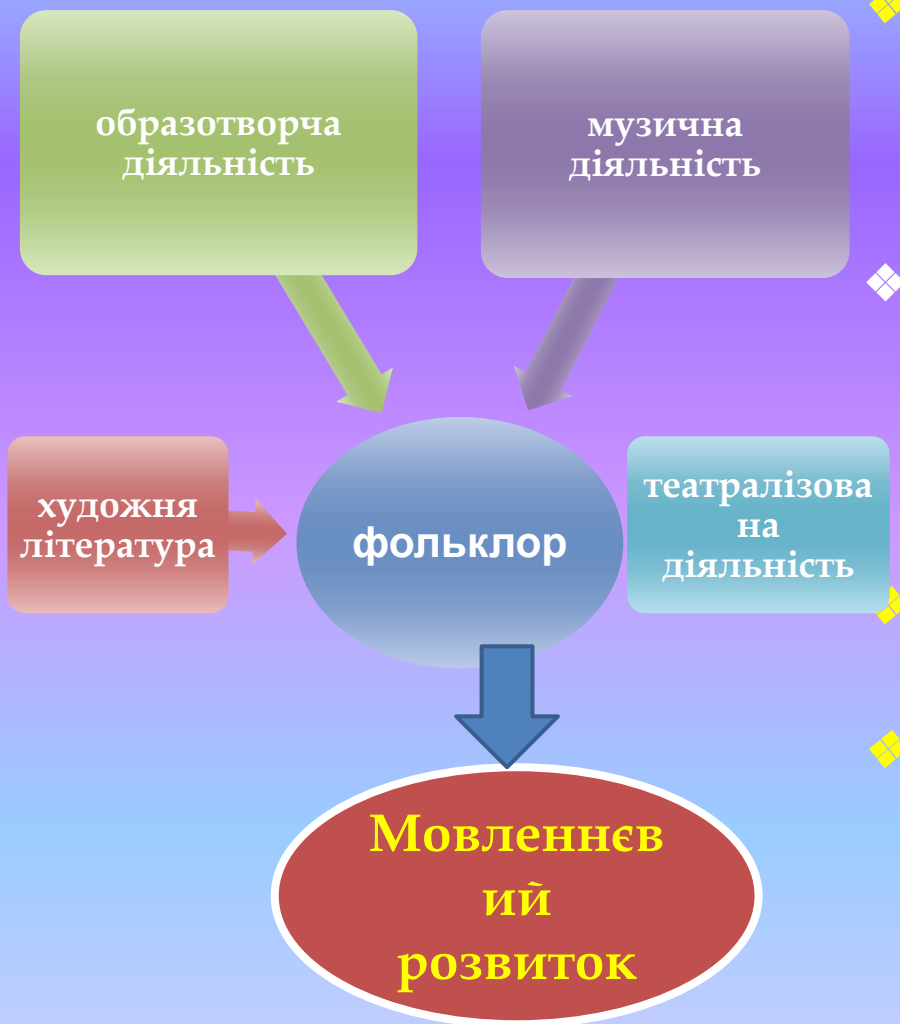 образотворча
діяльність
музична
діяльність
художня
література
фольклор
театралізова
на
діяльність
Мовленнєв
ий
розвиток